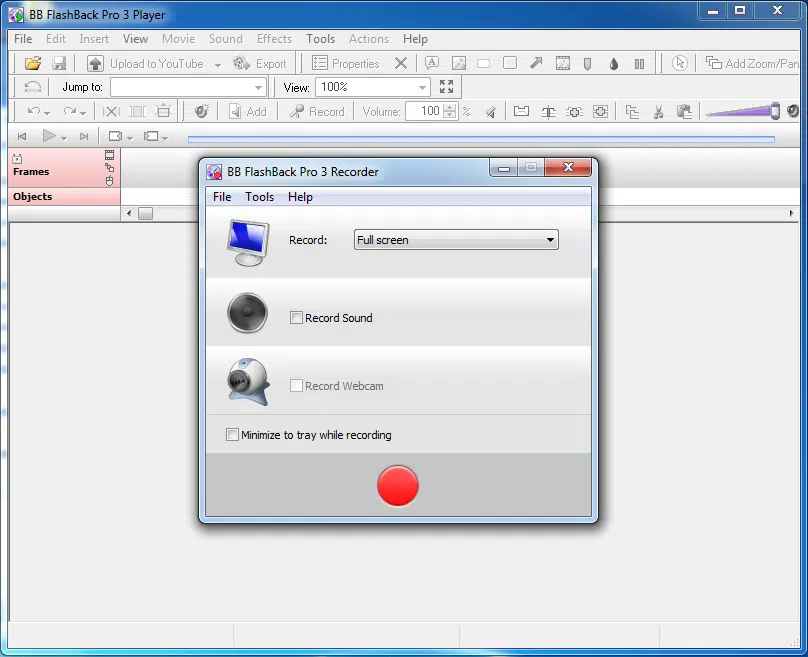 BB FlashBack Pro 3 Player
File Edit Insert View Movie Sound Effects Tools Actions Help
Upload to YouTube Export Properties A Add Zoom/Pan
Jump to: View: 100%
Add Record Volume: 100 %
Frames
Objects
BB FlashBack Pro 3 Recorder
File Tools Help
Record: Full screen
Record Sound
Record Webcam
Minimize to tray while recording